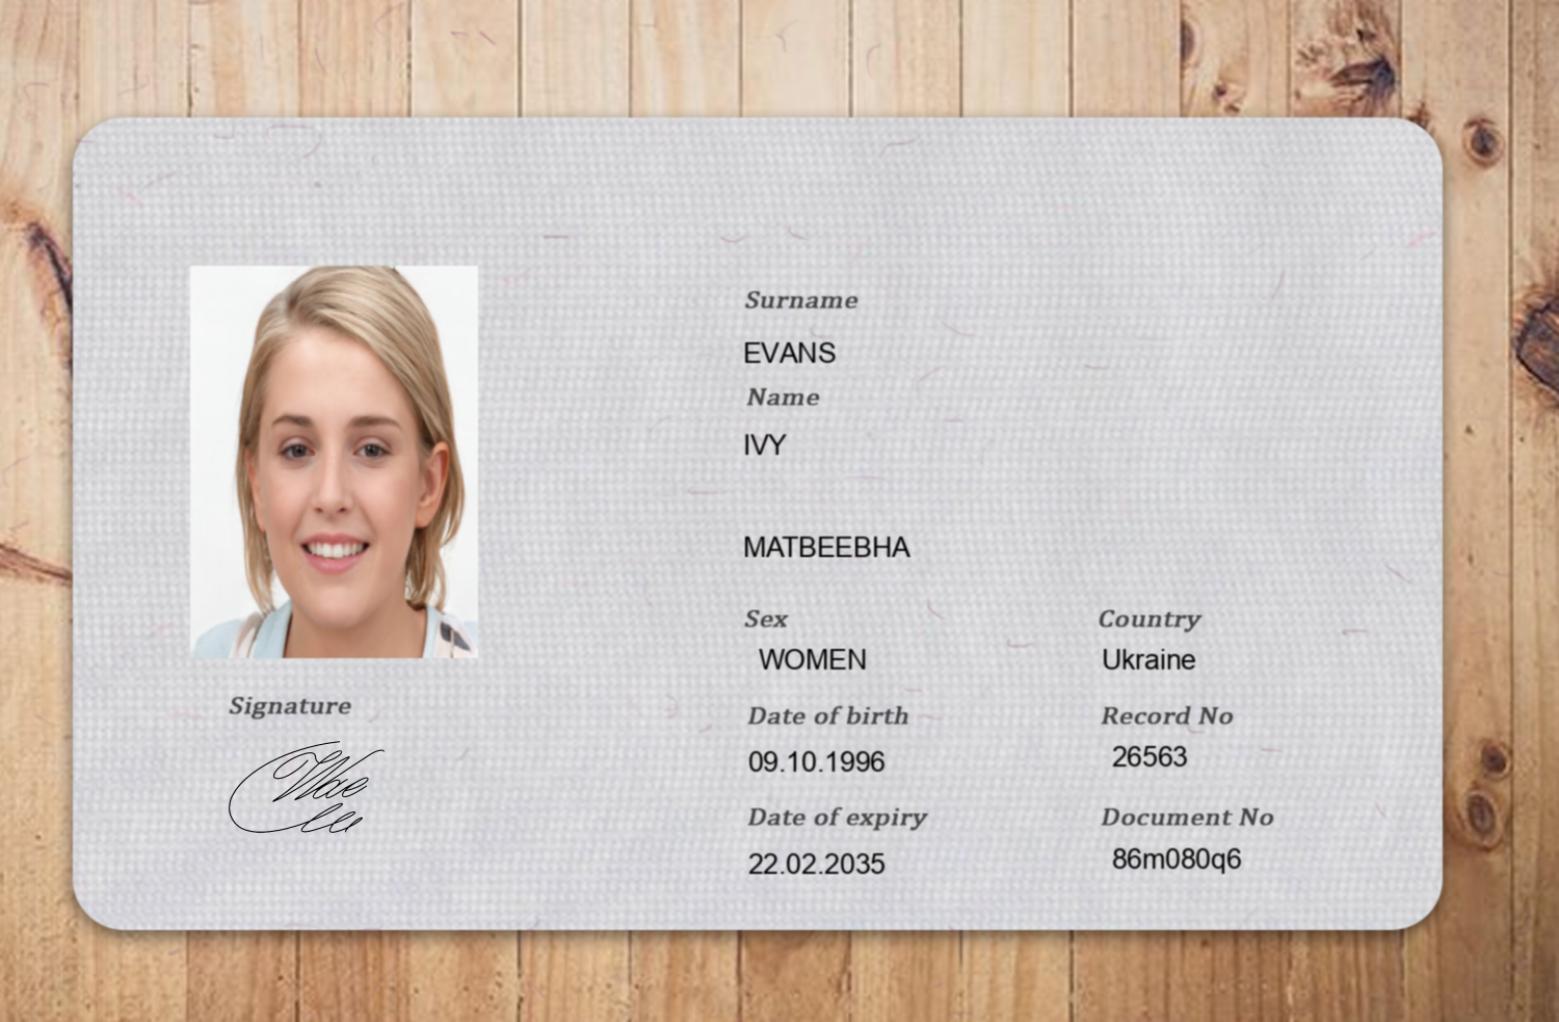 Surname
EVANS
Name
IVY
MATBEEBHA
Sex
Country
WOMEN
Ukraine
Date of birth
Record No
09.10.1996
26563
Date of expiry
Document No
22.02.2035
86m080q6
Signature